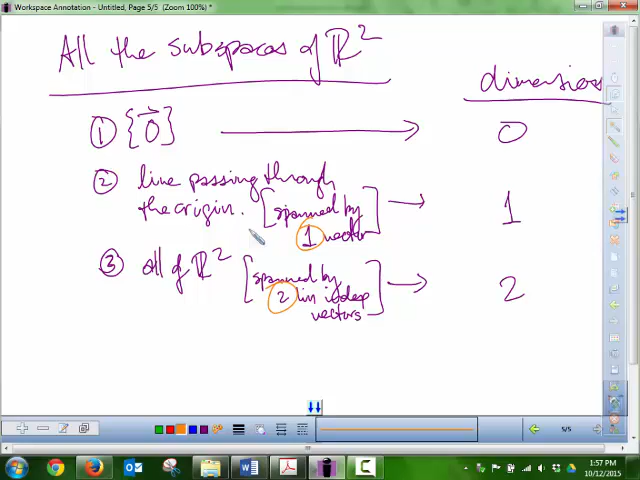 Workspace Annotation - Untitled, Page 5/5 (Zoom 100%) *
All the subspaces of ℝ²
dimensions
① {0⃗} → 0
② line passing through
the origin. [spanned by 1 vector] → 1
③ all of ℝ² [spanned by 2 lin indep vectors] → 2
5/5
1:57 PM
10/12/2015